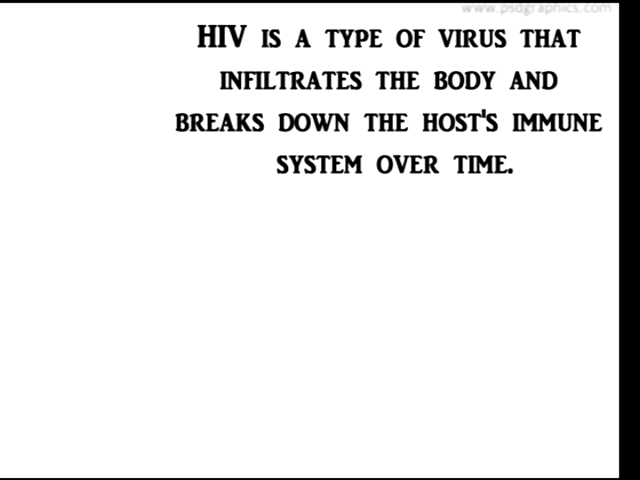 www.psdgraphics.com
HIV IS A TYPE OF VIRUS THAT
INFILTRATES THE BODY AND
BREAKS DOWN THE HOST'S IMMUNE
SYSTEM OVER TIME.